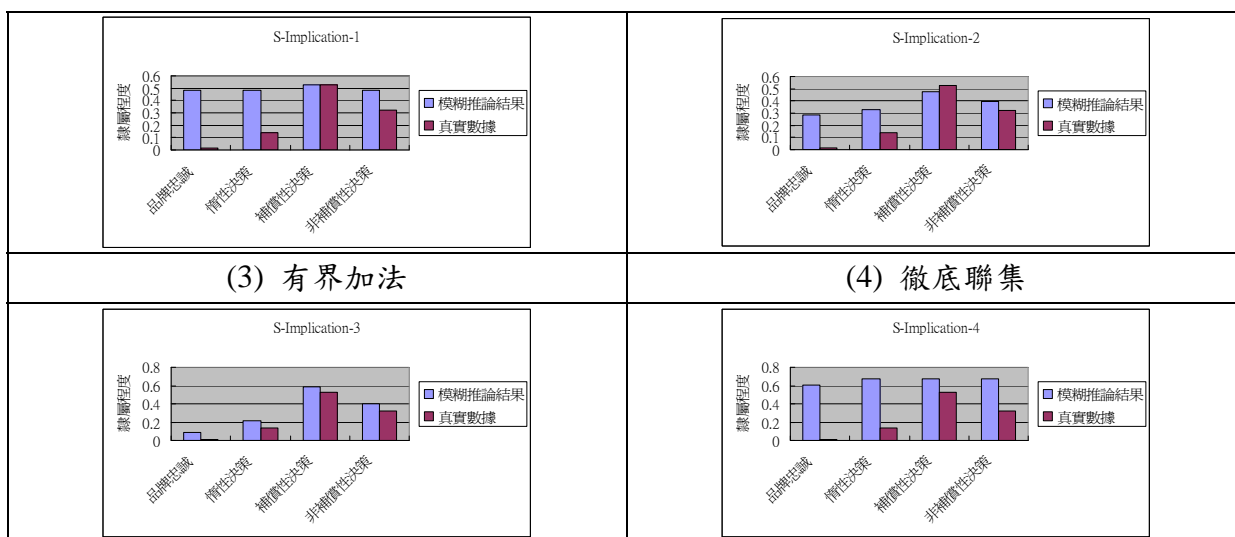 S-Implication-1
隸屬程度
0.6
0.5
0.4
0.3
0.2
0.1
0
品牌忠誠
惰性決策
補償性決策
非補償性決策
模糊推論結果
真實數據
S-Implication-2
隸屬程度
0.6
0.5
0.4
0.3
0.2
0.1
0
品牌忠誠
惰性決策
補償性決策
非補償性決策
模糊推論結果
真實數據
(3) 有界加法
(4) 徹底聯集
S-Implication-3
隸屬程度
0.8
0.6
0.4
0.2
0
品牌忠誠
惰性決策
補償性決策
非補償性決策
模糊推論結果
真實數據
S-Implication-4
隸屬程度
0.8
0.6
0.4
0.2
0
品牌忠誠
惰性決策
補償性決策
非補償性決策
模糊推論結果
真實數據